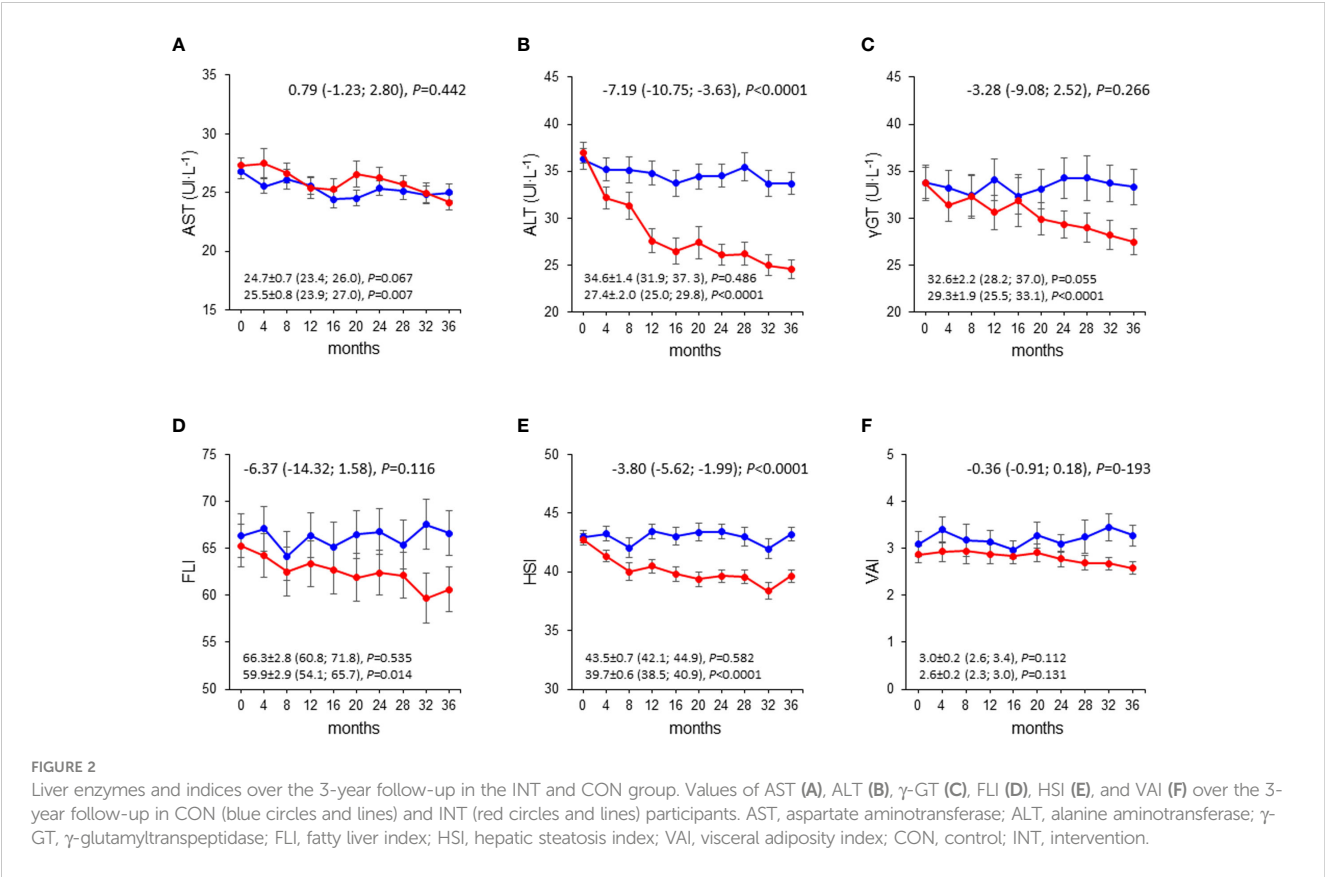 A
35
30
25
20
15
AST (UI·L-1)
0.79 (-1.23; 2.80), P=0.442
24.7±0.7 (23.4; 26.0), P=0.067
25.5±0.8 (23.9; 27.0), P=0.007
0 4 8 12 16 20 24 28 32 36
months
B
45
40
35
30
25
20
ALT (UI·L-1)
-7.19 (-10.75; -3.63), P<0.0001
34.6±1.4 (31.9; 37. 3), P=0.486
27.4±.2.0 (25.0; 29.8), P<0.0001
0 4 8 12 16 20 24 28 32 36
months
C
45
40
35
30
25
20
γGT (UI·L-1)
-3.28 (-9.08; 2.52), P=0.266
32.6±2.2 (28.2; 37.0), P=0.055
29.3±1.9 (25.5; 33.1), P<0.0001
0 4 8 12 16 20 24 28 32 36
months
D
75
70
65
60
55
50
FLI
-6.37 (-14.32; 1.58), P=0.116
66.3±2.8 (60.8; 71.8), P=0.535
59.9±2.9 (54.1; 65.7), P=0.014
0 4 8 12 16 20 24 28 32 36
months
E
50
45
40
35
30
HSI
-3.80 (-5.62; -1.99); P<0.0001
43.5±0.7 (42.1; 44.9), P=0.582
39.7±0.6 (38.5; 40.9), P<0.0001
0 4 8 12 16 20 24 28 32 36
months
F
5
4
3
2
1
0
VAI
-0.36 (-0.91; 0.18), P=0-193
3.0±0.2 (2.6; 3.4), P=0.112
2.6±0.2 (2.3; 3.0), P=0.131
0 4 8 12 16 20 24 28 32 36
months
FIGURE 2
Liver enzymes and indices over the 3-year follow-up in the INT and CON group. Values of AST (A), ALT (B), γ-GT (C), FLI (D), HSI (E), and VAI (F) over the 3-
year follow-up in CON (blue circles and lines) and INT (red circles and lines) participants. AST, aspartate aminotransferase; ALT, alanine aminotransferase; γ-
GT, γ-glutamyltranspeptidase; FLI, fatty liver index; HSI, hepatic steatosis index; VAI, visceral adiposity index; CON, control; INT, intervention.